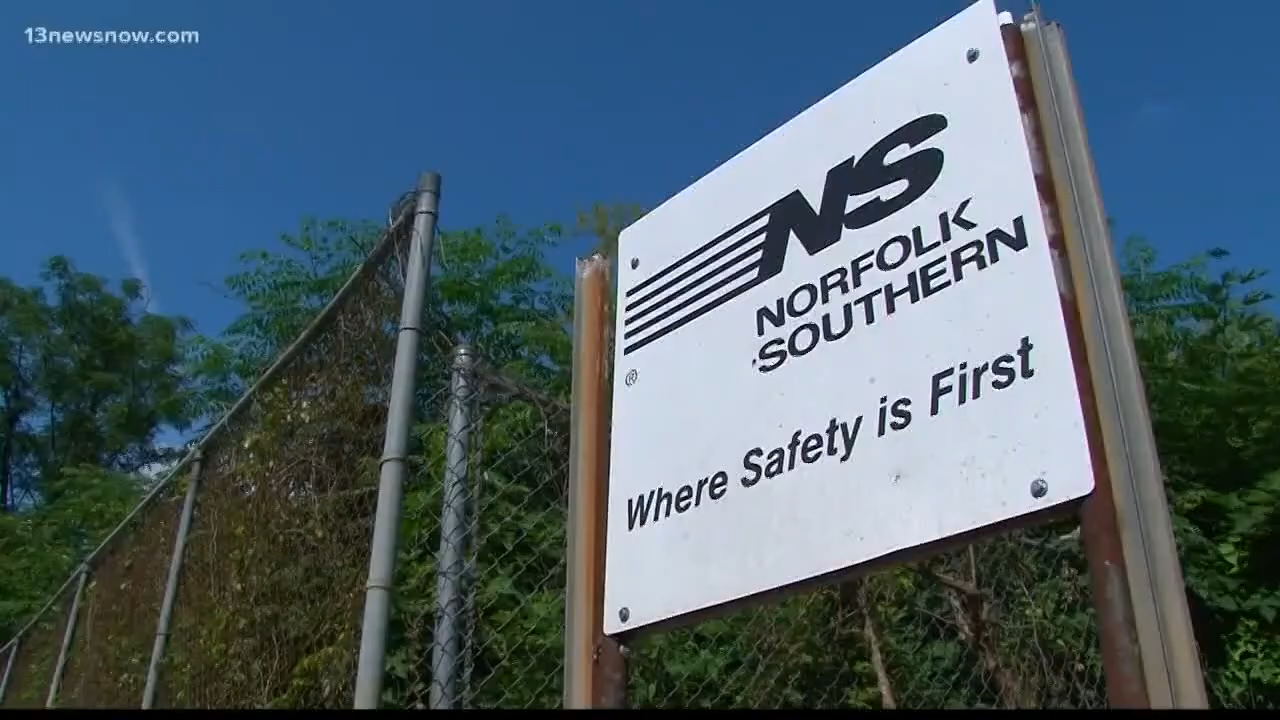 13newsnow.com
NS
NORFOLK
SOUTHERN
®
Where Safety is First